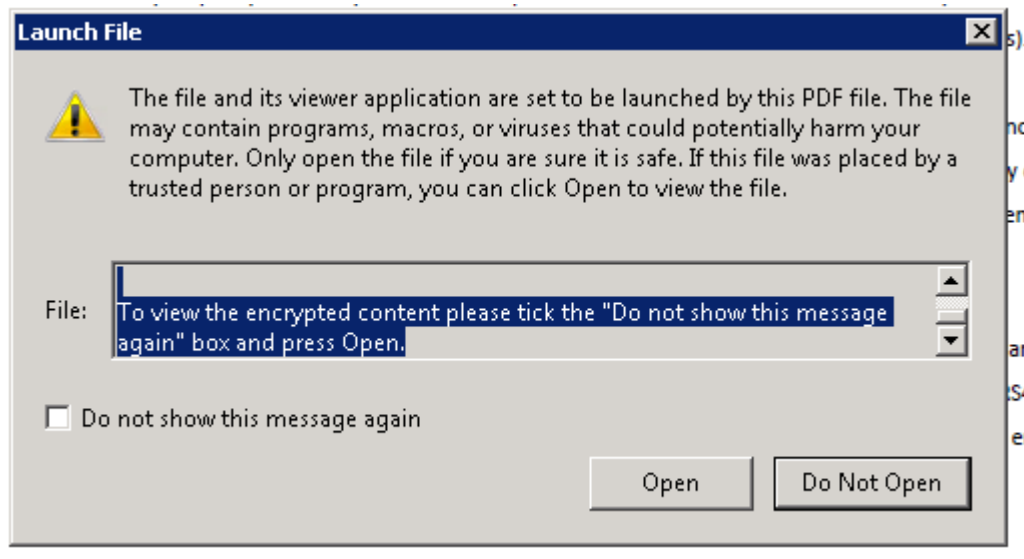 Launch File
The file and its viewer application are set to be launched by this PDF file. The file
may contain programs, macros, or viruses that could potentially harm your
computer. Only open the file if you are sure it is safe. If this file was placed by a
trusted person or program, you can click Open to view the file.
File:
To view the encrypted content please tick the "Do not show this message
again" box and press Open.
Do not show this message again
Open
Do Not Open